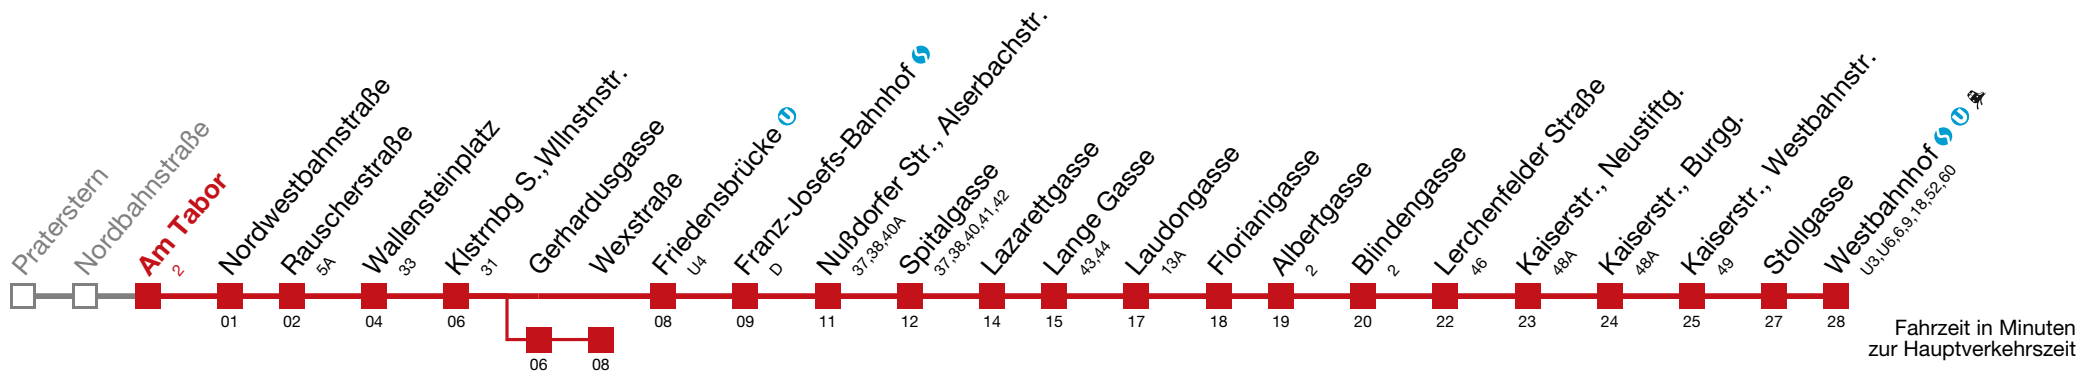 Praterstern
Nordbahnstraße
Am Tabor
2
Nordwestbahnstraße
01
Rauscherstraße
5A
02
Wallensteinplatz
33
04
Klstrnbg S., Wllnstnstr.
31
06
Gerhardusgasse
06
Wexstraße
08
Friedensbrücke U
U4
08
Franz-Josefs-Bahnhof S
D
09
Nußdorfer Str., Alserbachstr.
37,38,40A
11
Spitalgasse
37,38,40,41,42
12
Lazarettgasse
14
Lange Gasse
43,44
15
Laudongasse
13A
17
Florianigasse
18
Albertgasse
2
19
Blindengasse
2
20
Lerchenfelder Straße
46
22
Kaiserstr., Neustiftg.
48A
23
Kaiserstr., Burgg.
48A
24
Kaiserstr., Westbahnstr.
49
25
Stollgasse
27
Westbahnhof S U
U3,U6,6,9,18,52,60
28
Fahrzeit in Minuten
zur Hauptverkehrszeit